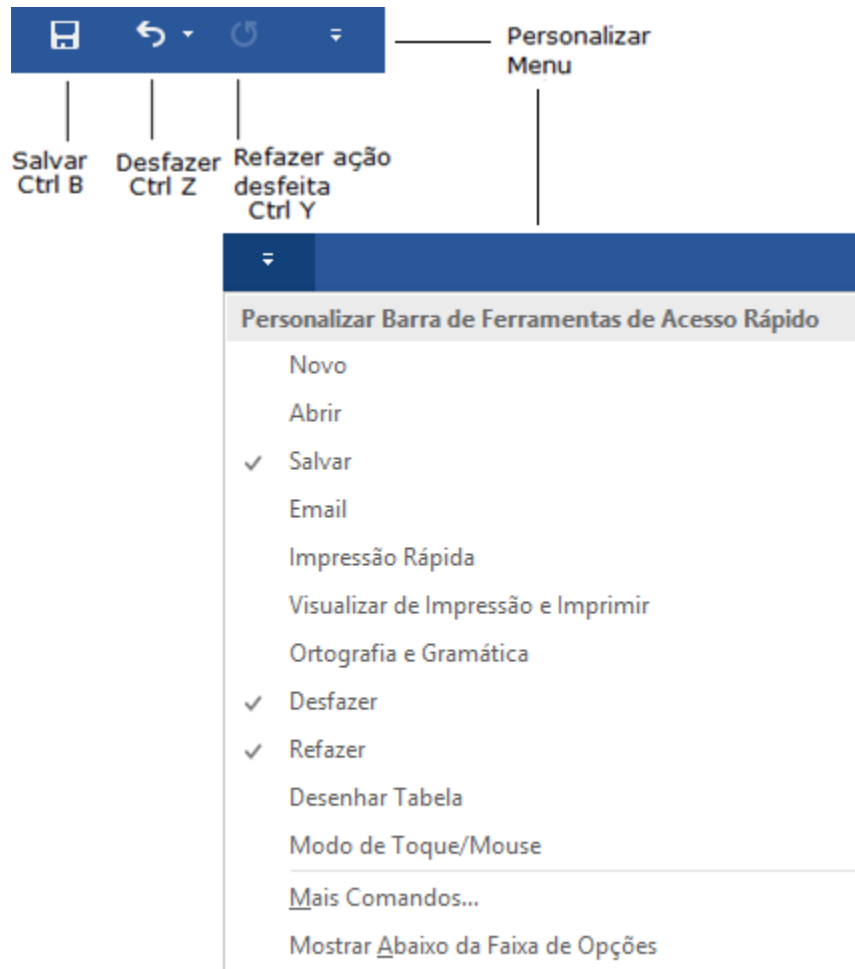 Personalizar
Menu
Salvar
Ctrl B
Desfazer
Ctrl Z
Refazer ação
desfeita
Ctrl Y
Personalizar Barra de Ferramentas de Acesso Rápido
Novo
Abrir
Salvar
Email
Impressão Rápida
Visualizar de Impressão e Imprimir
Ortografia e Gramática
Desfazer
Refazer
Desenhar Tabela
Modo de Toque/Mouse
Mais Comandos...
Mostrar Abaixo da Faixa de Opções